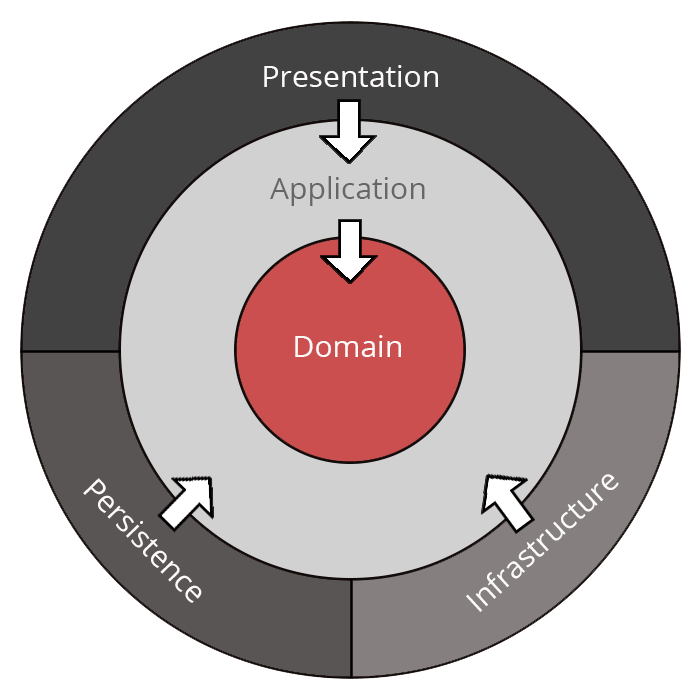 Presentation
Application
Domain
Persistence
Infrastructure